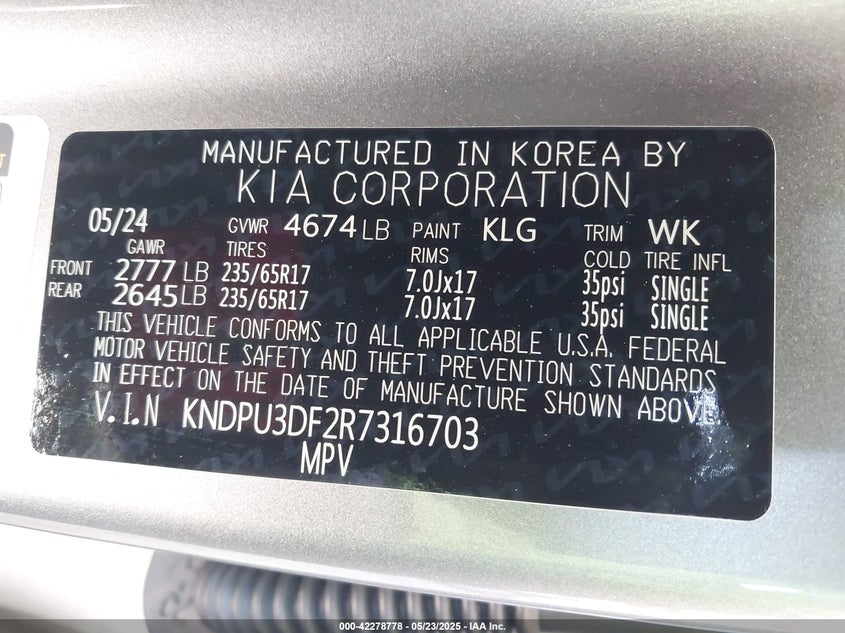 MANUFACTURED IN KOREA BY
KIA CORPORATION
05/24 GVWR 4674 LB PAINT KLG TRIM WK
GAWR TIRES RIMS COLD TIRE INFL
FRONT 2777 LB 235/65R17 7.0Jx17 35psi SINGLE
REAR 2645 LB 235/65R17 7.0Jx17 35psi SINGLE
THIS VEHICLE CONFORMS TO ALL APPLICABLE U.S.A. FEDERAL
MOTOR VEHICLE SAFETY AND THEFT PREVENTION STANDARDS
IN EFFECT ON THE DATE OF MANUFACTURE SHOWN ABOVE.
V.I.N KNDPU3DF2R7316703
MPV
000-42278778 - 05/23/2025 - IAA, Inc.